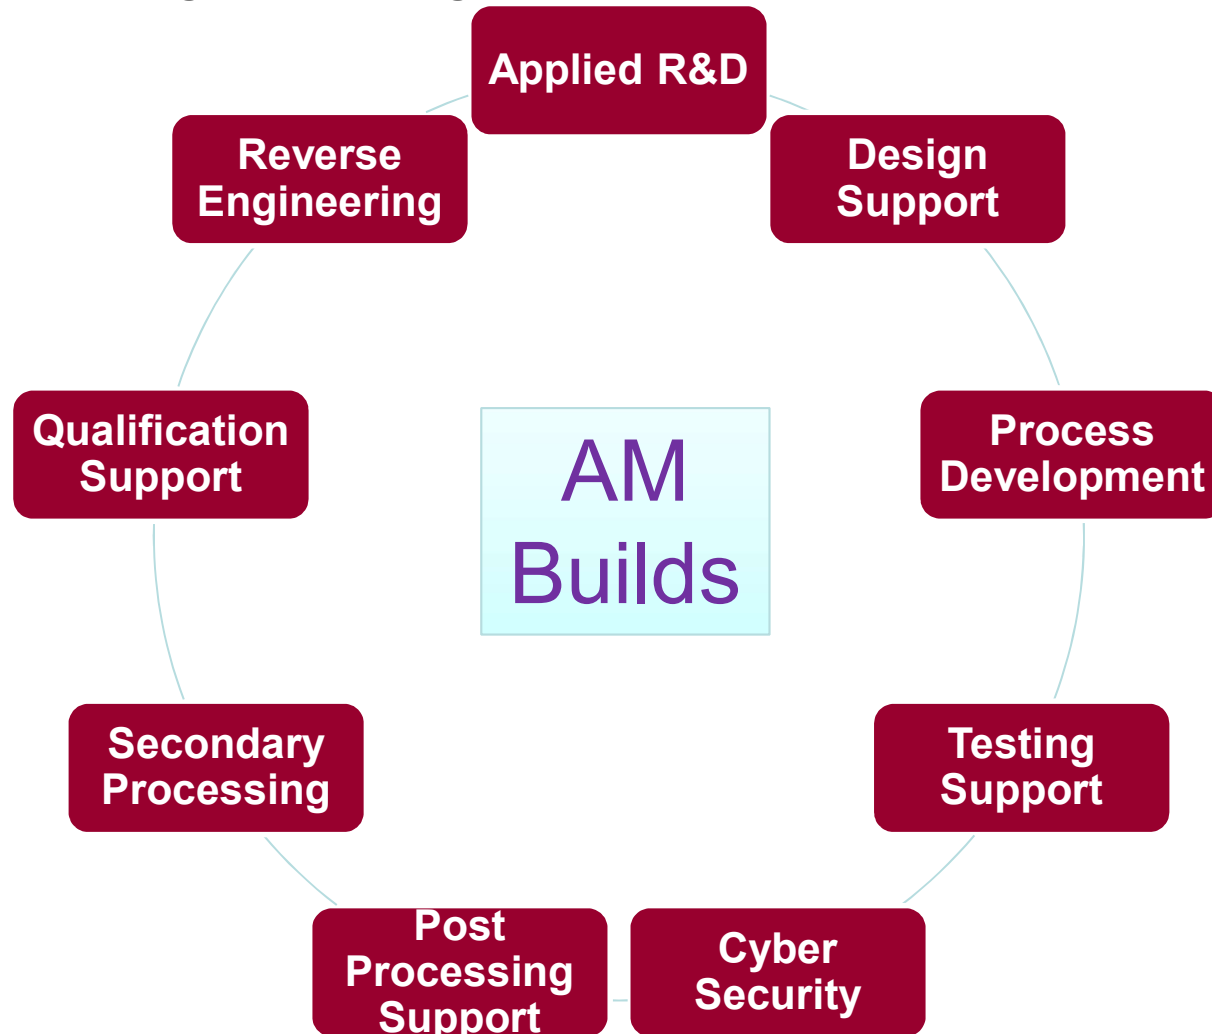 Applied R&D
Reverse
Engineering
Design
Support
Qualification
Support
AM
Builds
Process
Development
Secondary
Processing
Testing
Support
Post
Processing
Support
Cyber
Security